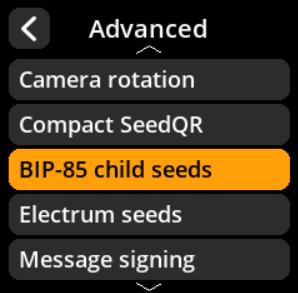 Advanced
Camera rotation
Compact SeedQR
BIP-85 child seeds
Electrum seeds
Message signing